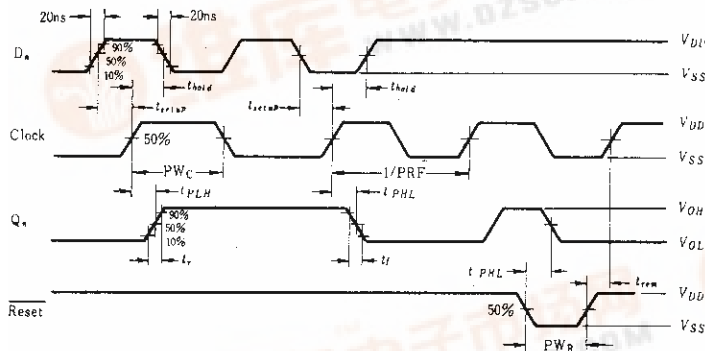 20ns 20ns
Dn 90% VDD
50%
10% VSS
thold thold
tsetup tsetup
Clock 50% VDD
VSS
PWC 1/PRF
tPLH tPHL
Qn 90% VOH
50%
10% VOL
tr tf
tPHL trem
Reset 50% VDD
VSS
PWR